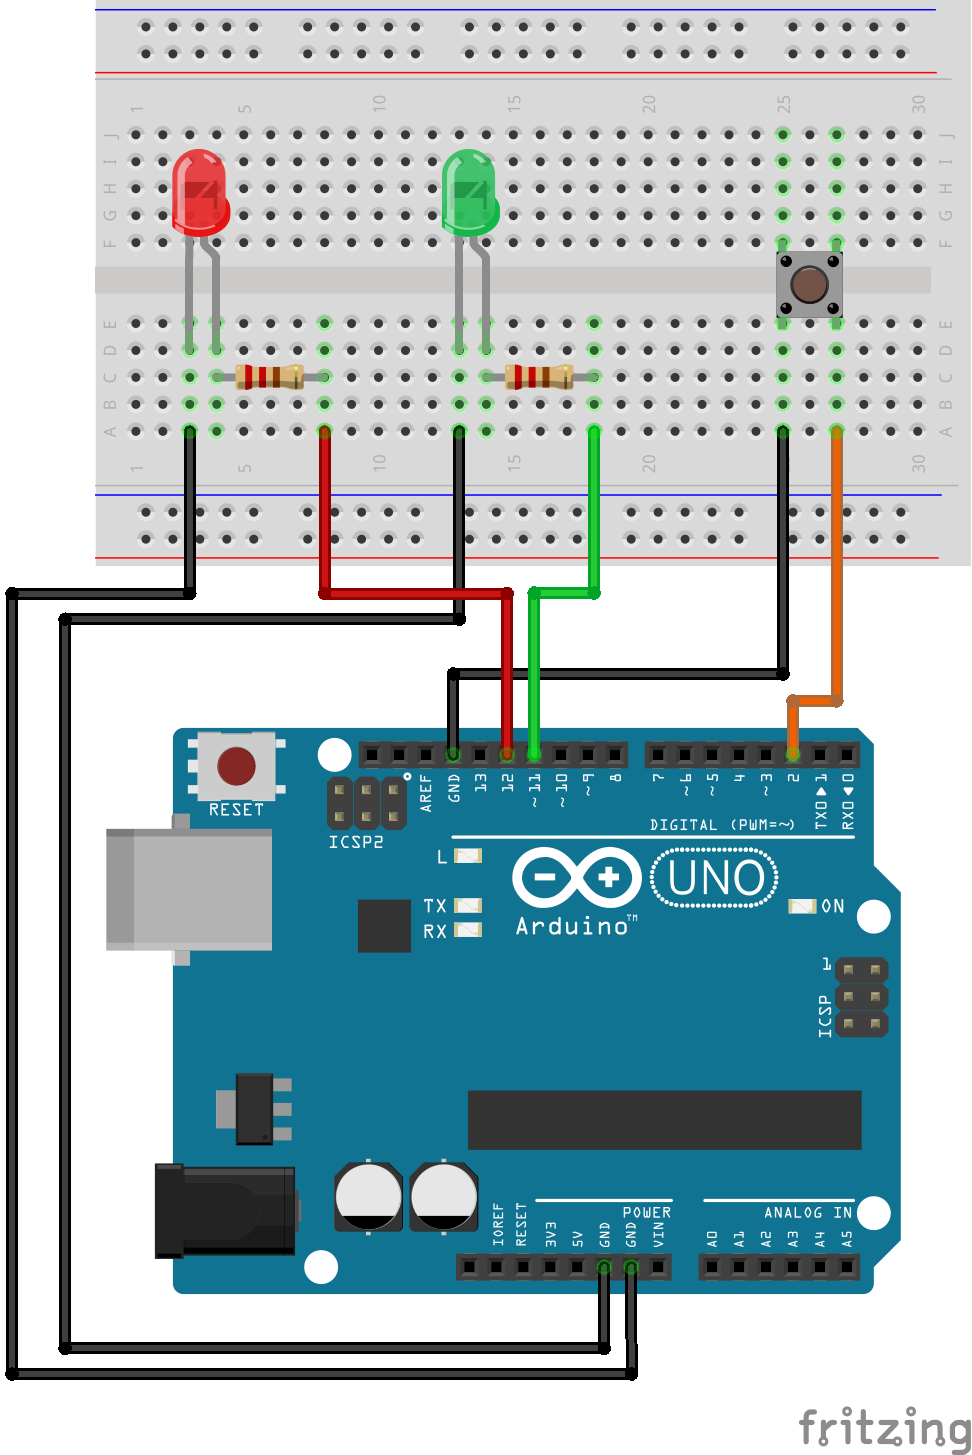 1 5 10 15 20 25 30
J J
I I
H H
G G
F F
E E
D D
C C
B B
A A
1 5 10 15 20 30
RESET
ICSP2
AREF
GND
13
12
~11
~10
~9
8
7
~6
~5
4
~3
2
TX0 ▶ 1
RX0 ◀ 0
DIGITAL (PWM=~)
L
TX
RX
Arduino™
UNO
ON
1
ICSP
IOREF
RESET
3V3
5V
GND
GND
VIN
POWER
ANALOG IN
A0
A1
A2
A3
A4
A5
fritzing